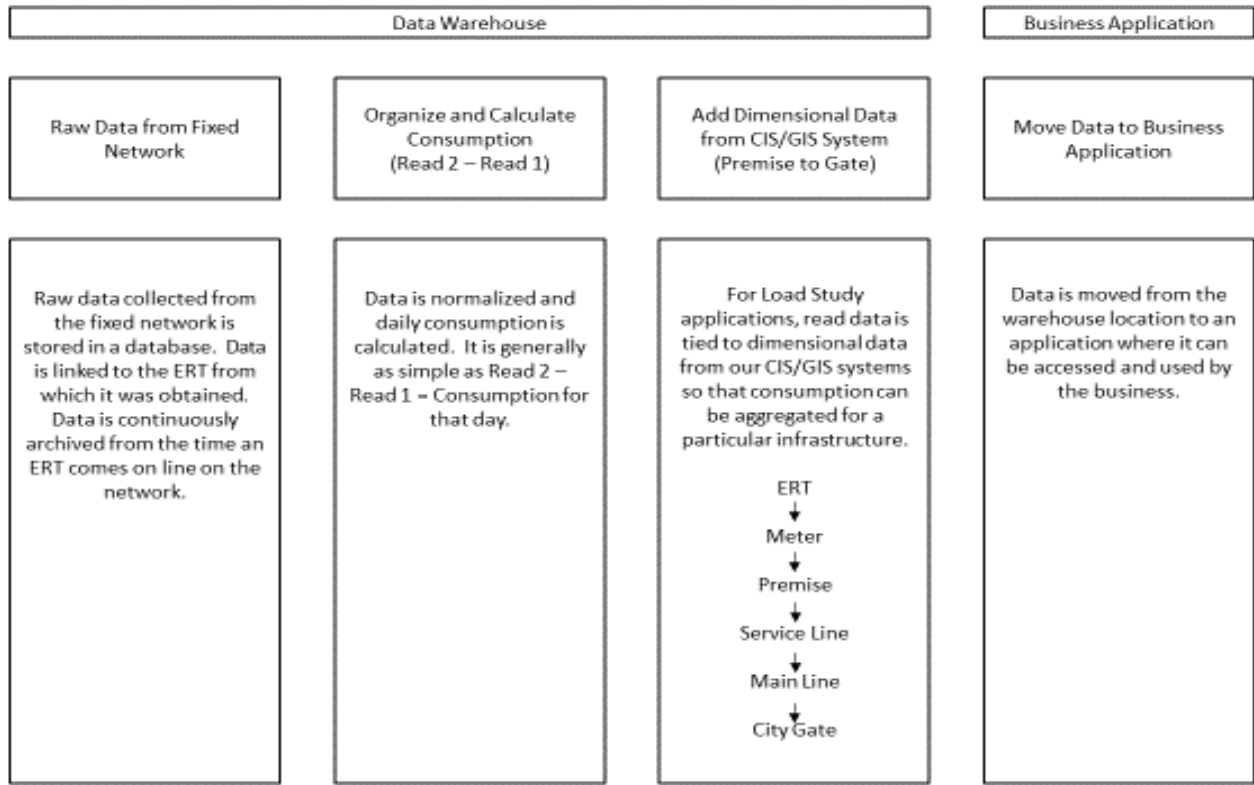 Data Warehouse
Business Application
Raw Data from Fixed
Network
Organize and Calculate
Consumption
(Read 2 – Read 1)
Add Dimensional Data
from CIS/GIS System
(Premise to Gate)
Move Data to Business
Application
Raw data collected from
the fixed network is
stored in a database.  Data
is linked to the ERT from
which it was obtained.
Data is continuously
archived from the time an
ERT comes on line on the
network.
Data is normalized and
daily consumption is
calculated.  It is generally
as simple as Read 2 –
Read 1 = Consumption for
that day.
For Load Study
applications, read data is
tied to dimensional data
from our CIS/GIS systems
so that consumption can
be aggregated for a
particular infrastructure.
ERT
Meter
Premise
Service Line
Main Line
City Gate
Data is moved from the
warehouse location to an
application where it can
be accessed and used by
the business.